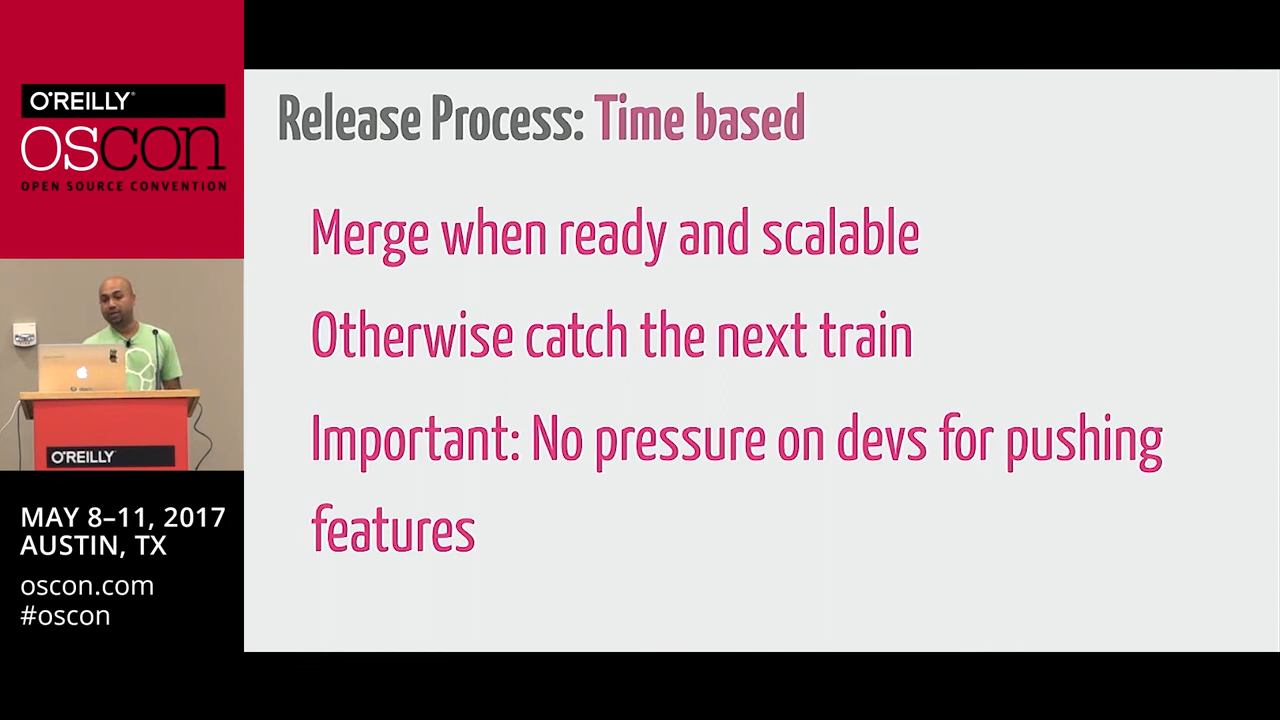 O'REILLY®
OSCON
OPEN SOURCE CONVENTION
O'REILLY
MAY 8–11, 2017
AUSTIN, TX
oscon.com
#oscon
Release Process: Time based
Merge when ready and scalable
Otherwise catch the next train
Important: No pressure on devs for pushing
features